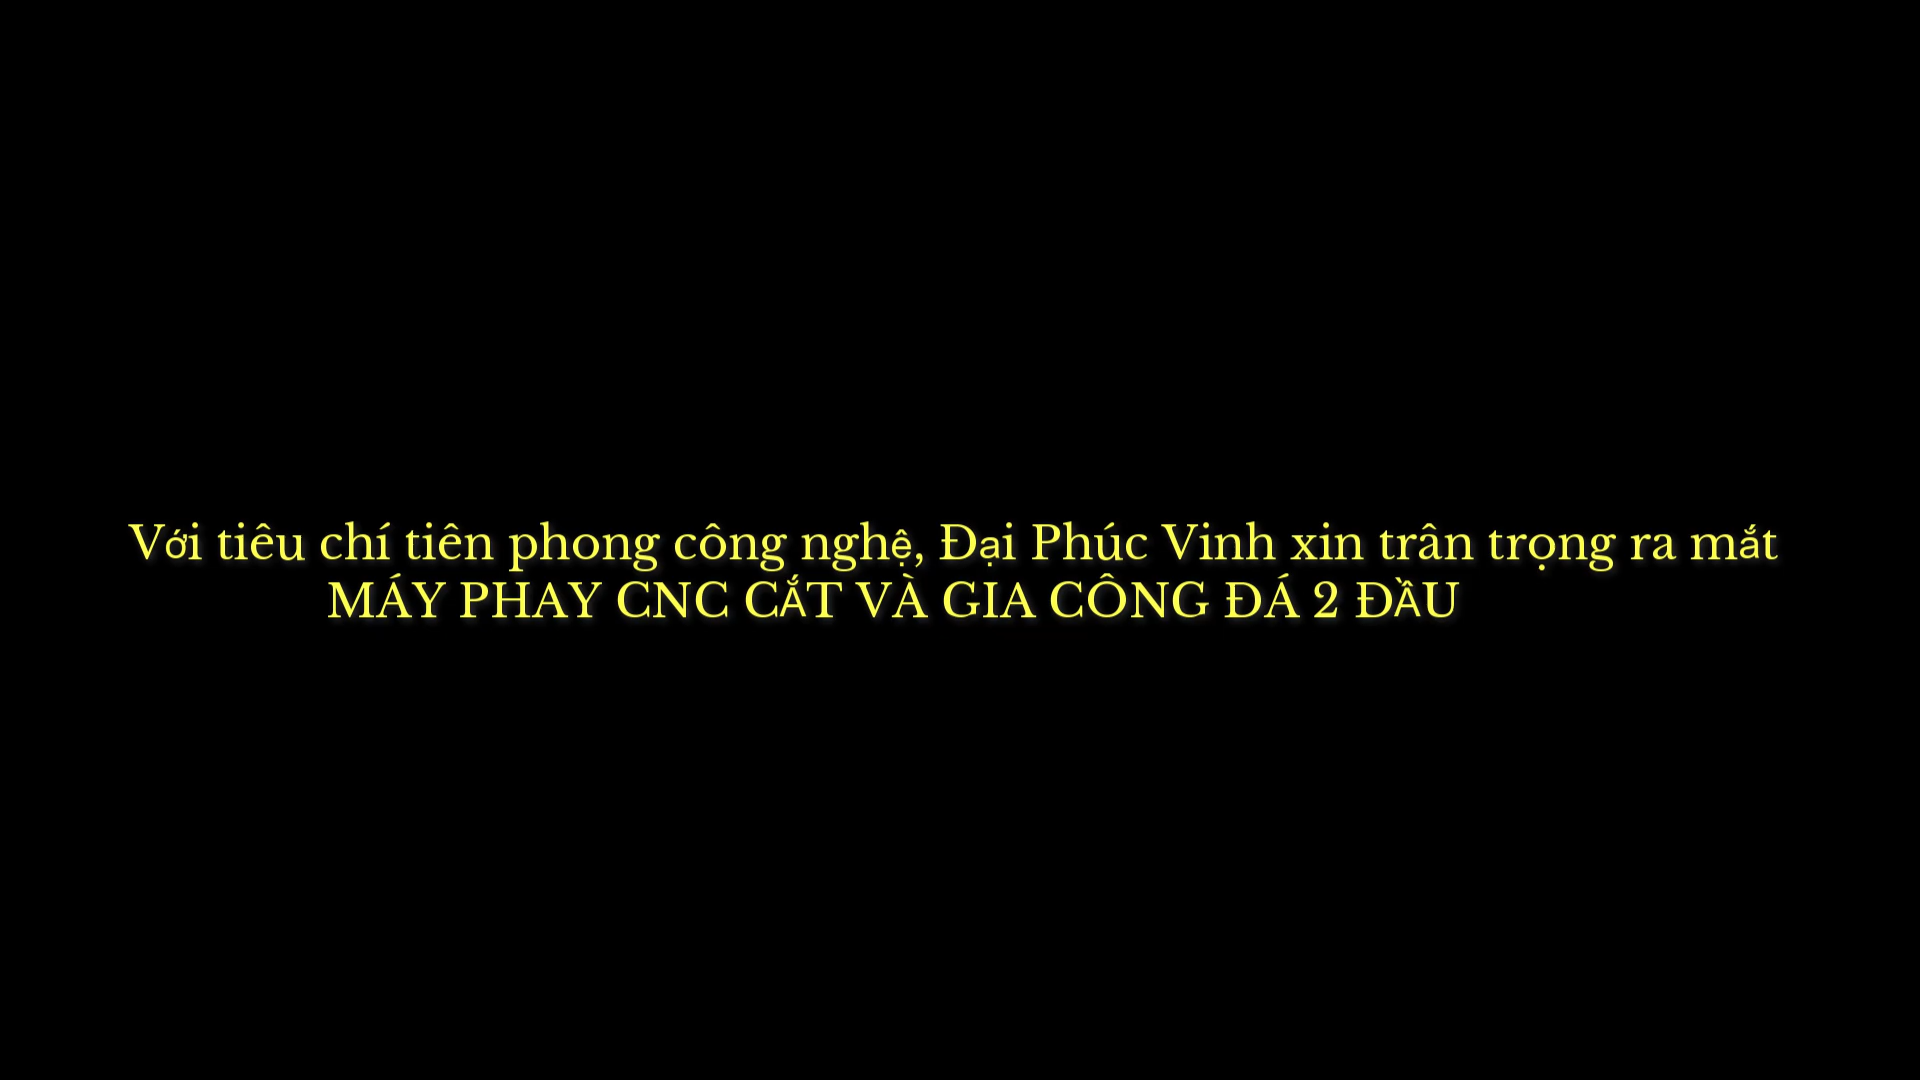 Với tiêu chí tiên phong công nghệ, Đại Phúc Vinh xin trân trọng ra mắt
MÁY PHAY CNC CẮT VÀ GIA CÔNG ĐÁ 2 ĐẦU